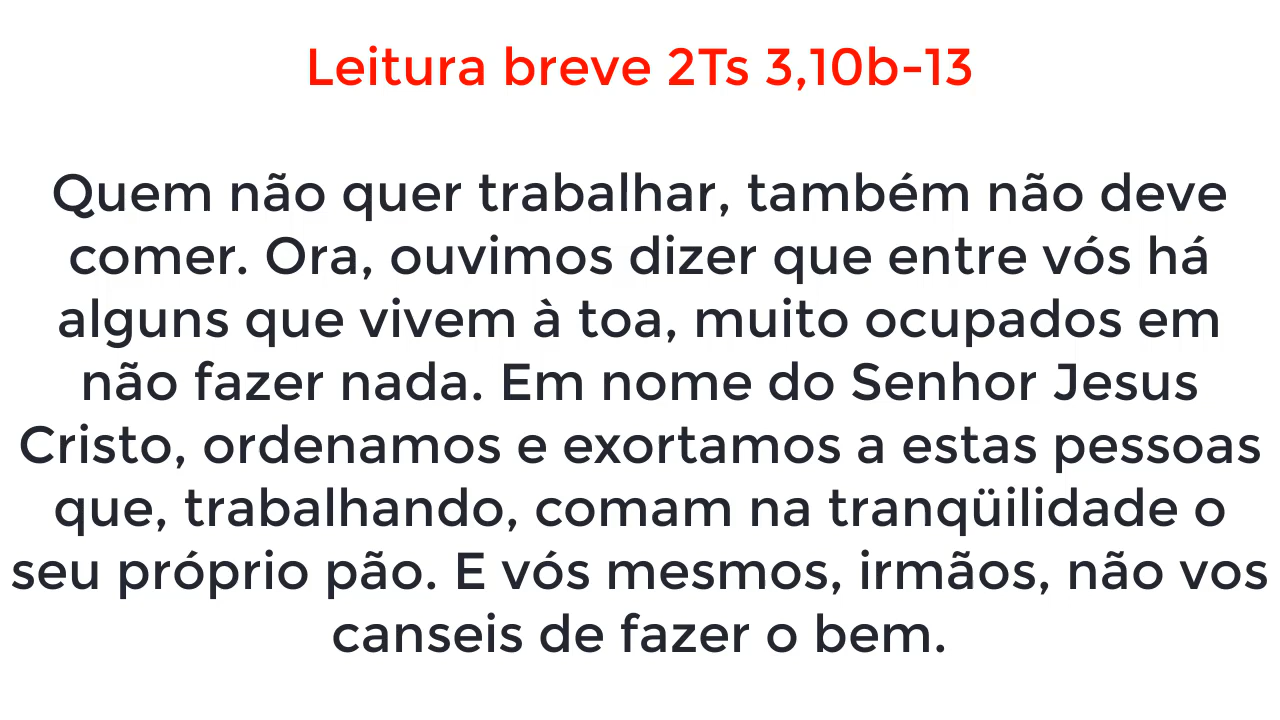 Leitura breve 2Ts 3,10b-13
Quem não quer trabalhar, também não deve
comer. Ora, ouvimos dizer que entre vós há
alguns que vivem à toa, muito ocupados em
não fazer nada. Em nome do Senhor Jesus
Cristo, ordenamos e exortamos a estas pessoas
que, trabalhando, comam na tranqüilidade o
seu próprio pão. E vós mesmos, irmãos, não vos
canseis de fazer o bem.